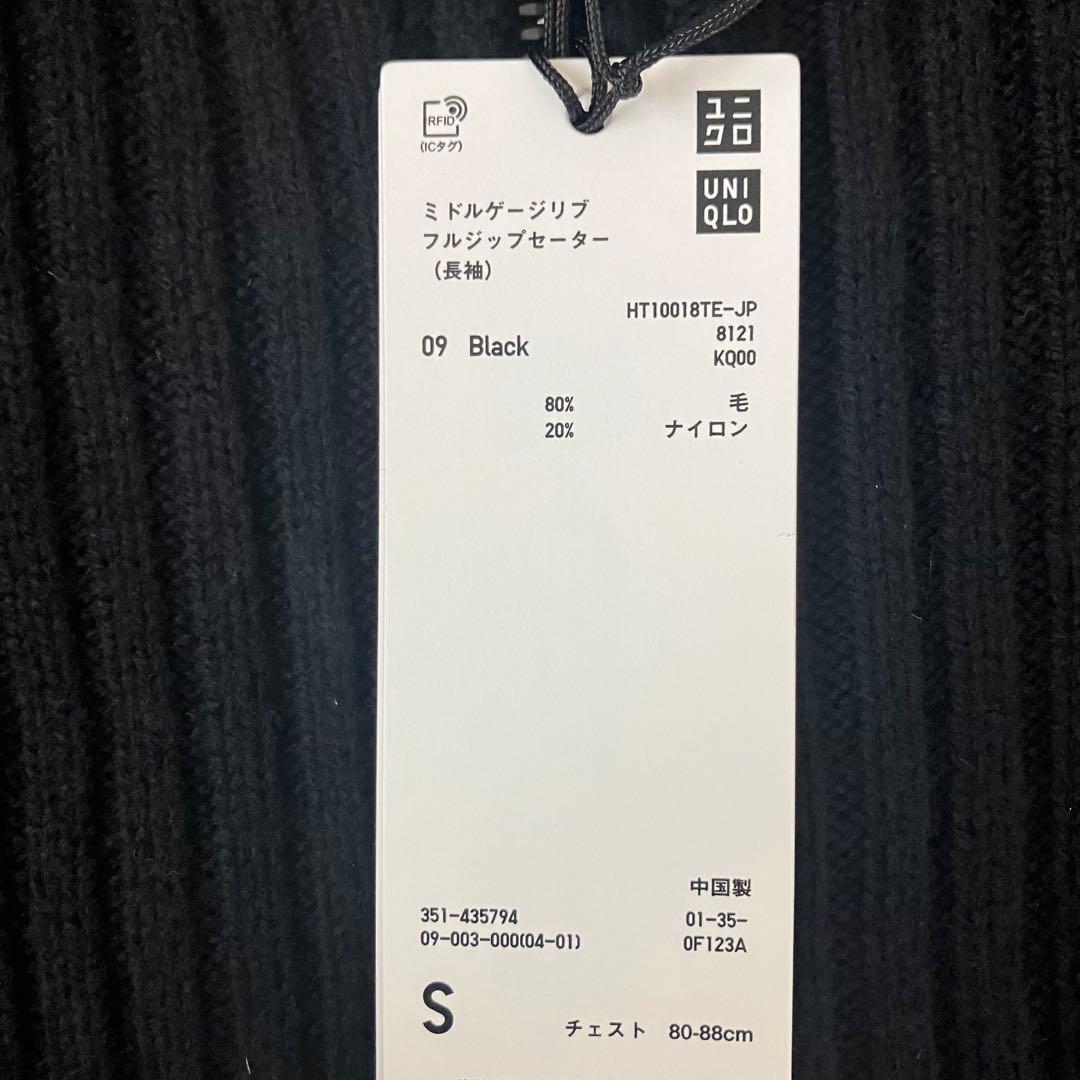 RFID
(ICタグ)
ユニ
クロ
UNI
QLO
ミドルゲージリブ
フルジップセーター
（長袖）
HT10018TE-JP
8121
09 Black
KQ00
80% 毛
20% ナイロン
中国製
351-435794 01-35-
09-003-000(04-01) 0F123A
S
チェスト 80-88cm